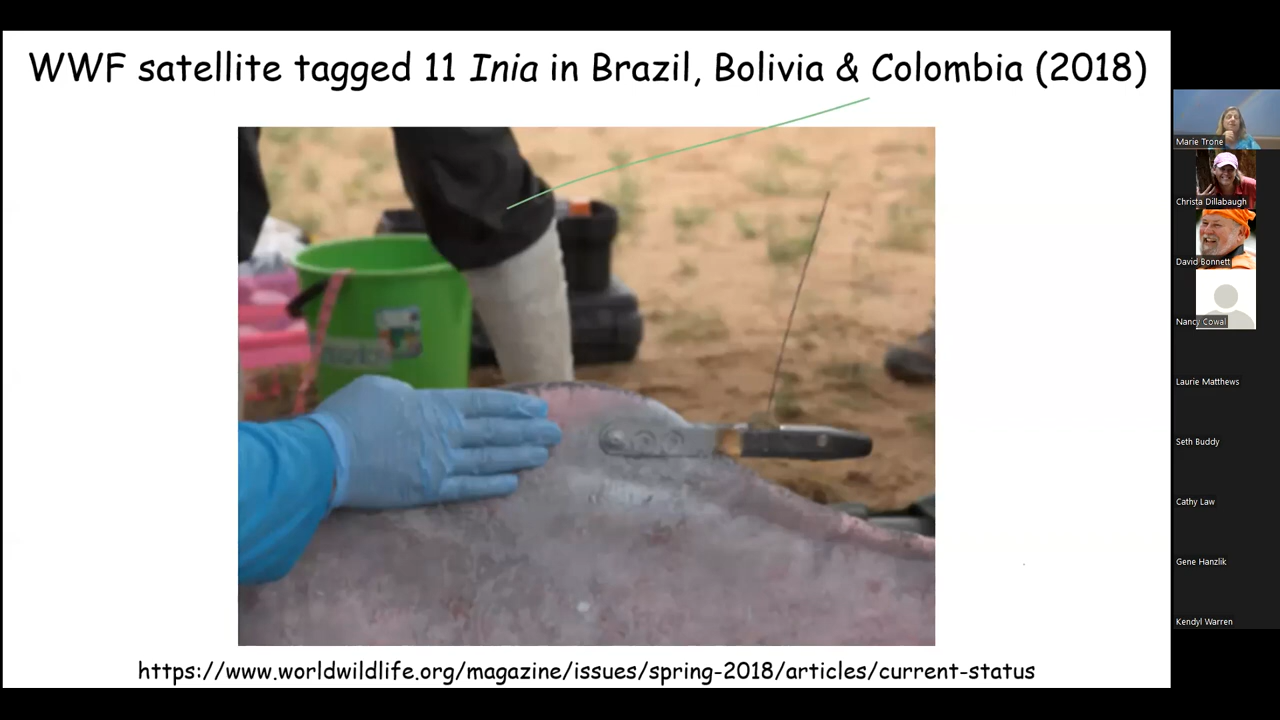 WWF satellite tagged 11 Inia in Brazil, Bolivia & Colombia (2018)
https://www.worldwildlife.org/magazine/issues/spring-2018/articles/current-status
Marie Trone
Christa Dillabaugh
David Bonnett
Nancy Cowal
Laurie Matthews
Seth Buddy
Cathy Law
Gene Hanzlik
Kendyl Warren